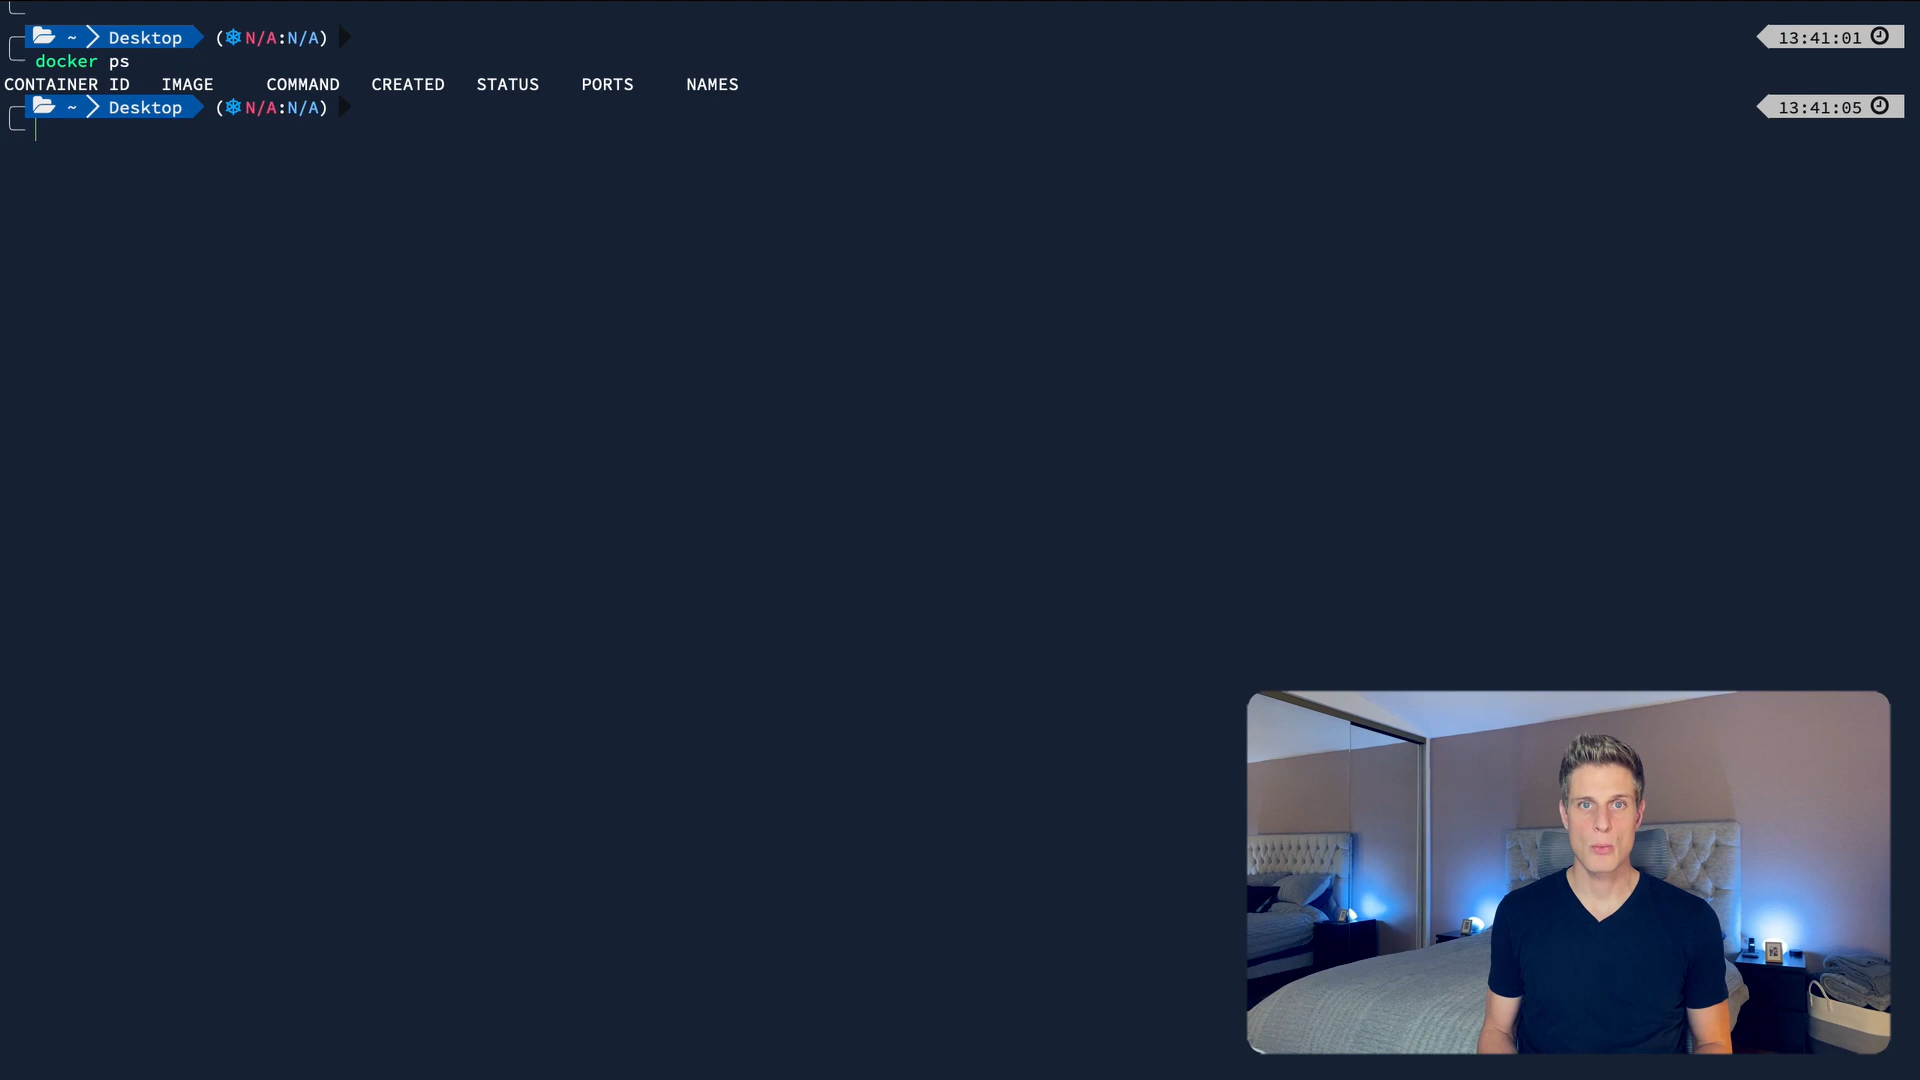 ~ Desktop (☸ N/A:N/A) 13:41:01
docker ps
CONTAINER ID IMAGE COMMAND CREATED STATUS PORTS NAMES
~ Desktop (☸ N/A:N/A) 13:41:05